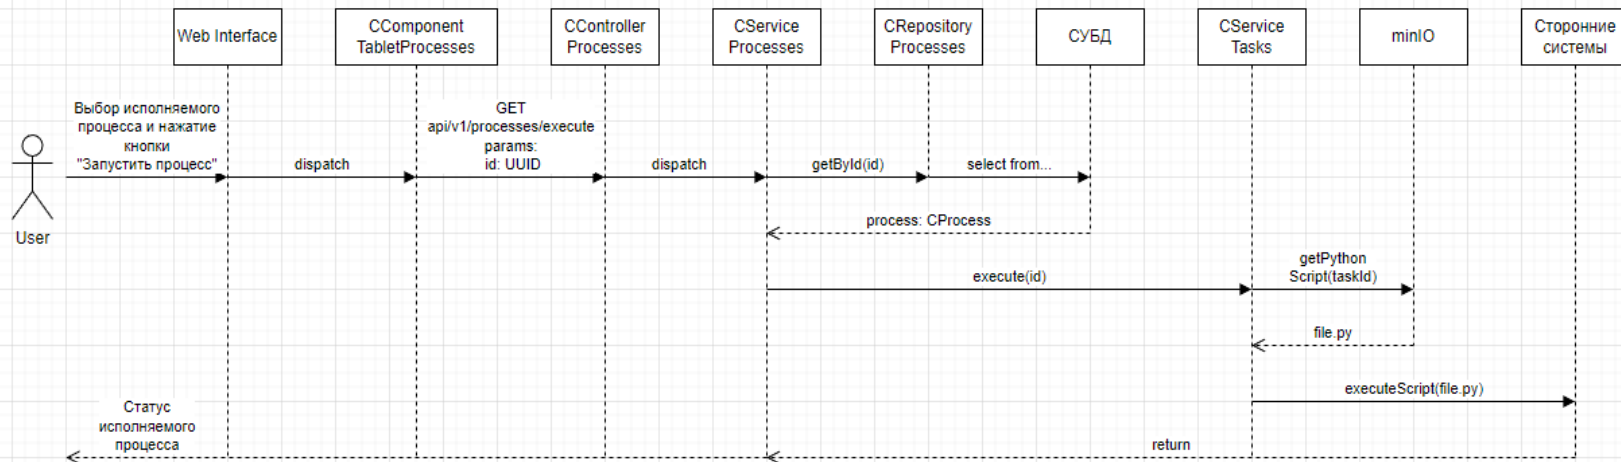 Web Interface
CComponent
TabletProcesses
CController
Processes
CService
Processes
CRepository
Processes
СУБД
CService
Tasks
minIO
Сторонние
системы
Выбор исполняемого
процесса и нажатие
кнопки
"Запустить процесс"
dispatch
GET
api/v1/processes/execute
params:
id: UUID
dispatch
getById(id)
select from...
User
process: CProcess
execute(id)
getPython
Script(taskId)
file.py
executeScript(file.py)
Статус
исполняемого
процесса
return